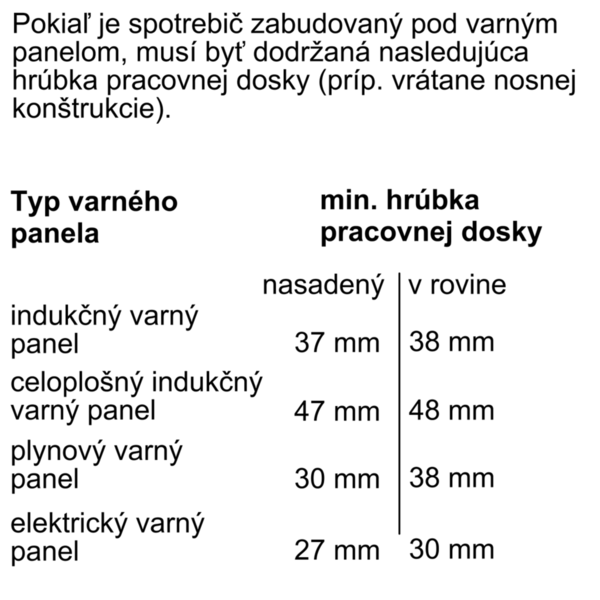 Pokiaľ je spotrebič zabudovaný pod varným
panelom, musí byť dodržaná nasledujúca
hrúbka pracovnej dosky (príp. vrátane nosnej
konštrukcie).
Typ varného
panela
min. hrúbka
pracovnej dosky
nasadený v rovine
indukčný varný
panel 37 mm 38 mm
celoplošný indukčný
varný panel 47 mm 48 mm
plynový varný
panel 30 mm 38 mm
elektrický varný
panel 27 mm 30 mm